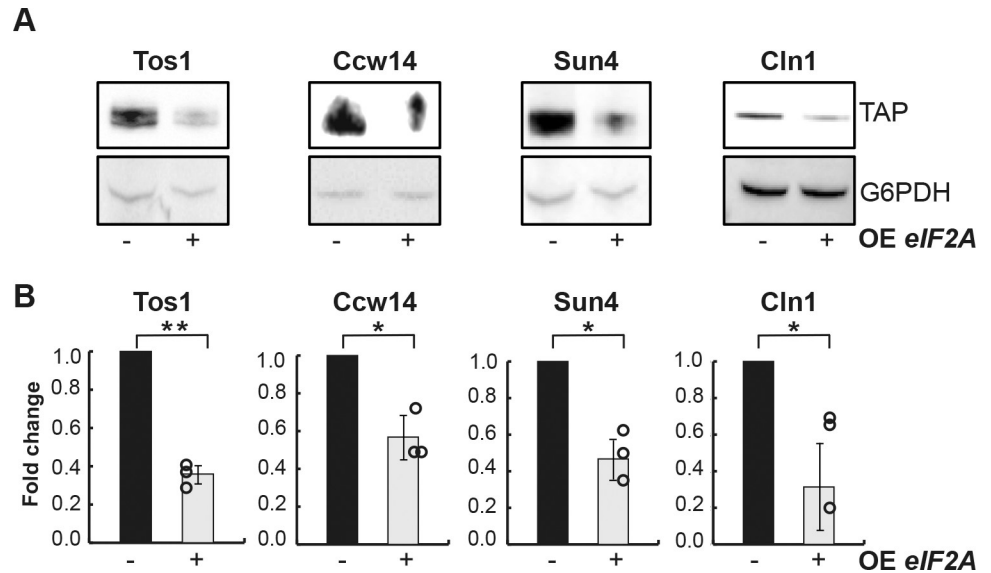 A
Tos1 Ccw14 Sun4 Cln1
TAP
G6PDH
- + - + - + - + OE eIF2A
B
Tos1 Ccw14 Sun4 Cln1
** * * *
Fold change
1.0 0.8 0.6 0.4 0.2 0.0
1.0 0.8 0.6 0.4 0.2 0.0
1.0 0.8 0.6 0.4 0.2 0.0
1.0 0.8 0.6 0.4 0.2 0.0
- + - + - + - + OE eIF2A